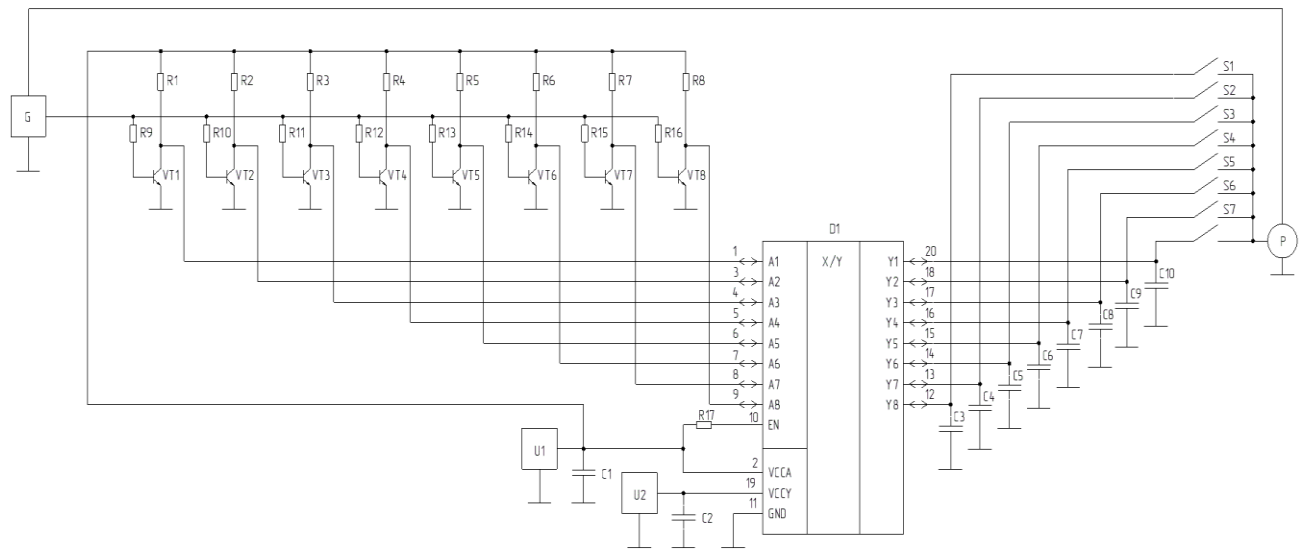 S1
S2
R1 R2 R3 R4 R5 R6 R7 R8
S3
G
R9 R10 R11 R12 R13 R14 R15 R16
S4
S5
VT1 VT2 VT3 VT4 VT5 VT6 VT7 VT8
S6
S7
D1
P
1 A1 X/Y Y1 20
3 A2 Y2 18 C10
4 A3 Y3 17 C9
5 A4 Y4 16 C8
6 A5 Y5 15 C7
7 A6 Y6 14 C6
8 A7 Y7 13 C5
9 A8 Y8 12 C4
R17 10 EN C3
U1
C1 2 VCCA
U2 19 VCCY
C2 11 GND